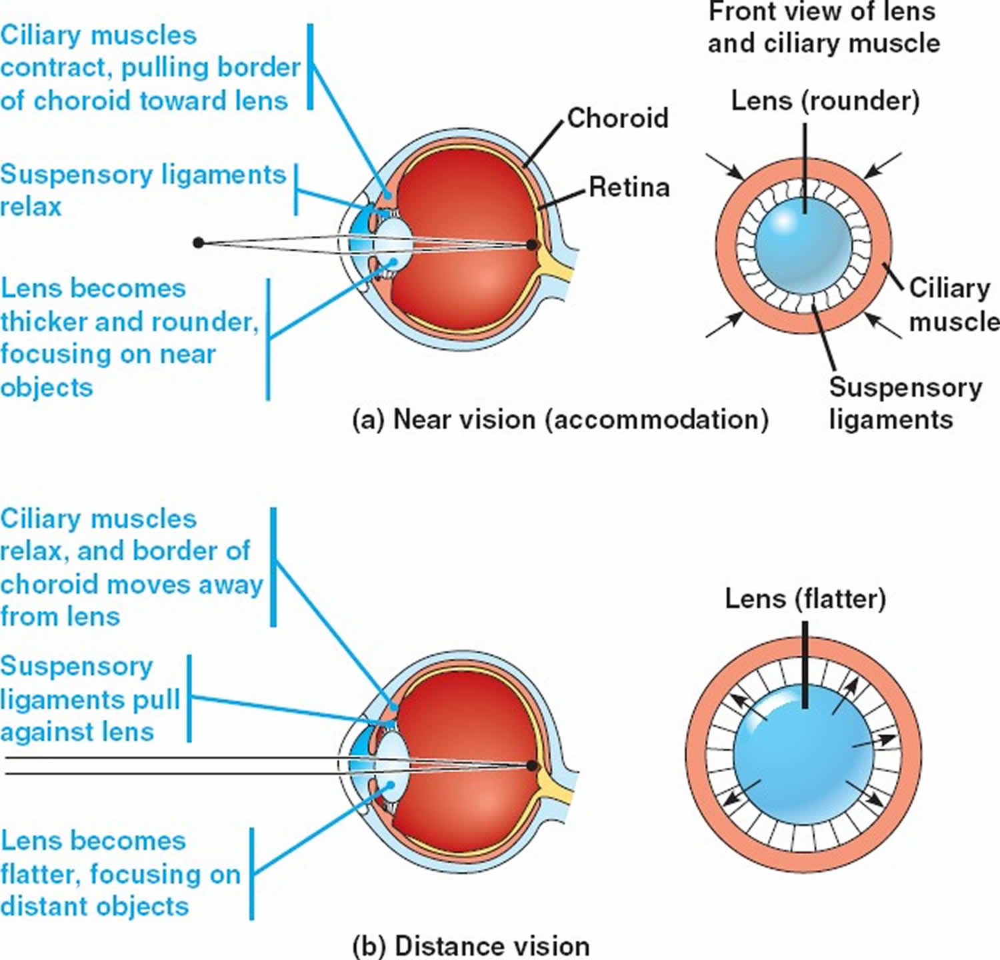 Ciliary muscles
contract, pulling border
of choroid toward lens
Suspensory ligaments
relax
Lens becomes
thicker and rounder,
focusing on near
objects
Choroid
Retina
Front view of lens
and ciliary muscle
Lens (rounder)
Ciliary
muscle
Suspensory
ligaments
(a) Near vision (accommodation)
Ciliary muscles
relax, and border of
choroid moves away
from lens
Suspensory
ligaments pull
against lens
Lens becomes
flatter, focusing on
distant objects
Lens (flatter)
(b) Distance vision